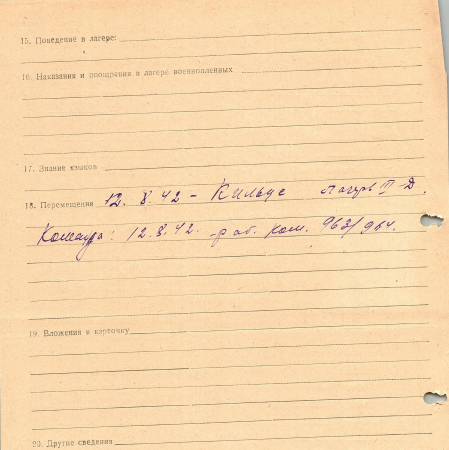 15. Поведение в лагере:
16. Наказания и поощрения в лагере военнопленных
17. Знание языков
18. Перемещения 12. 8. 42 – Лагерь III-Д.
Команда: 12.8.42. раб. ком. 963/964.
19. Вложения в карточку
20. Другие сведения